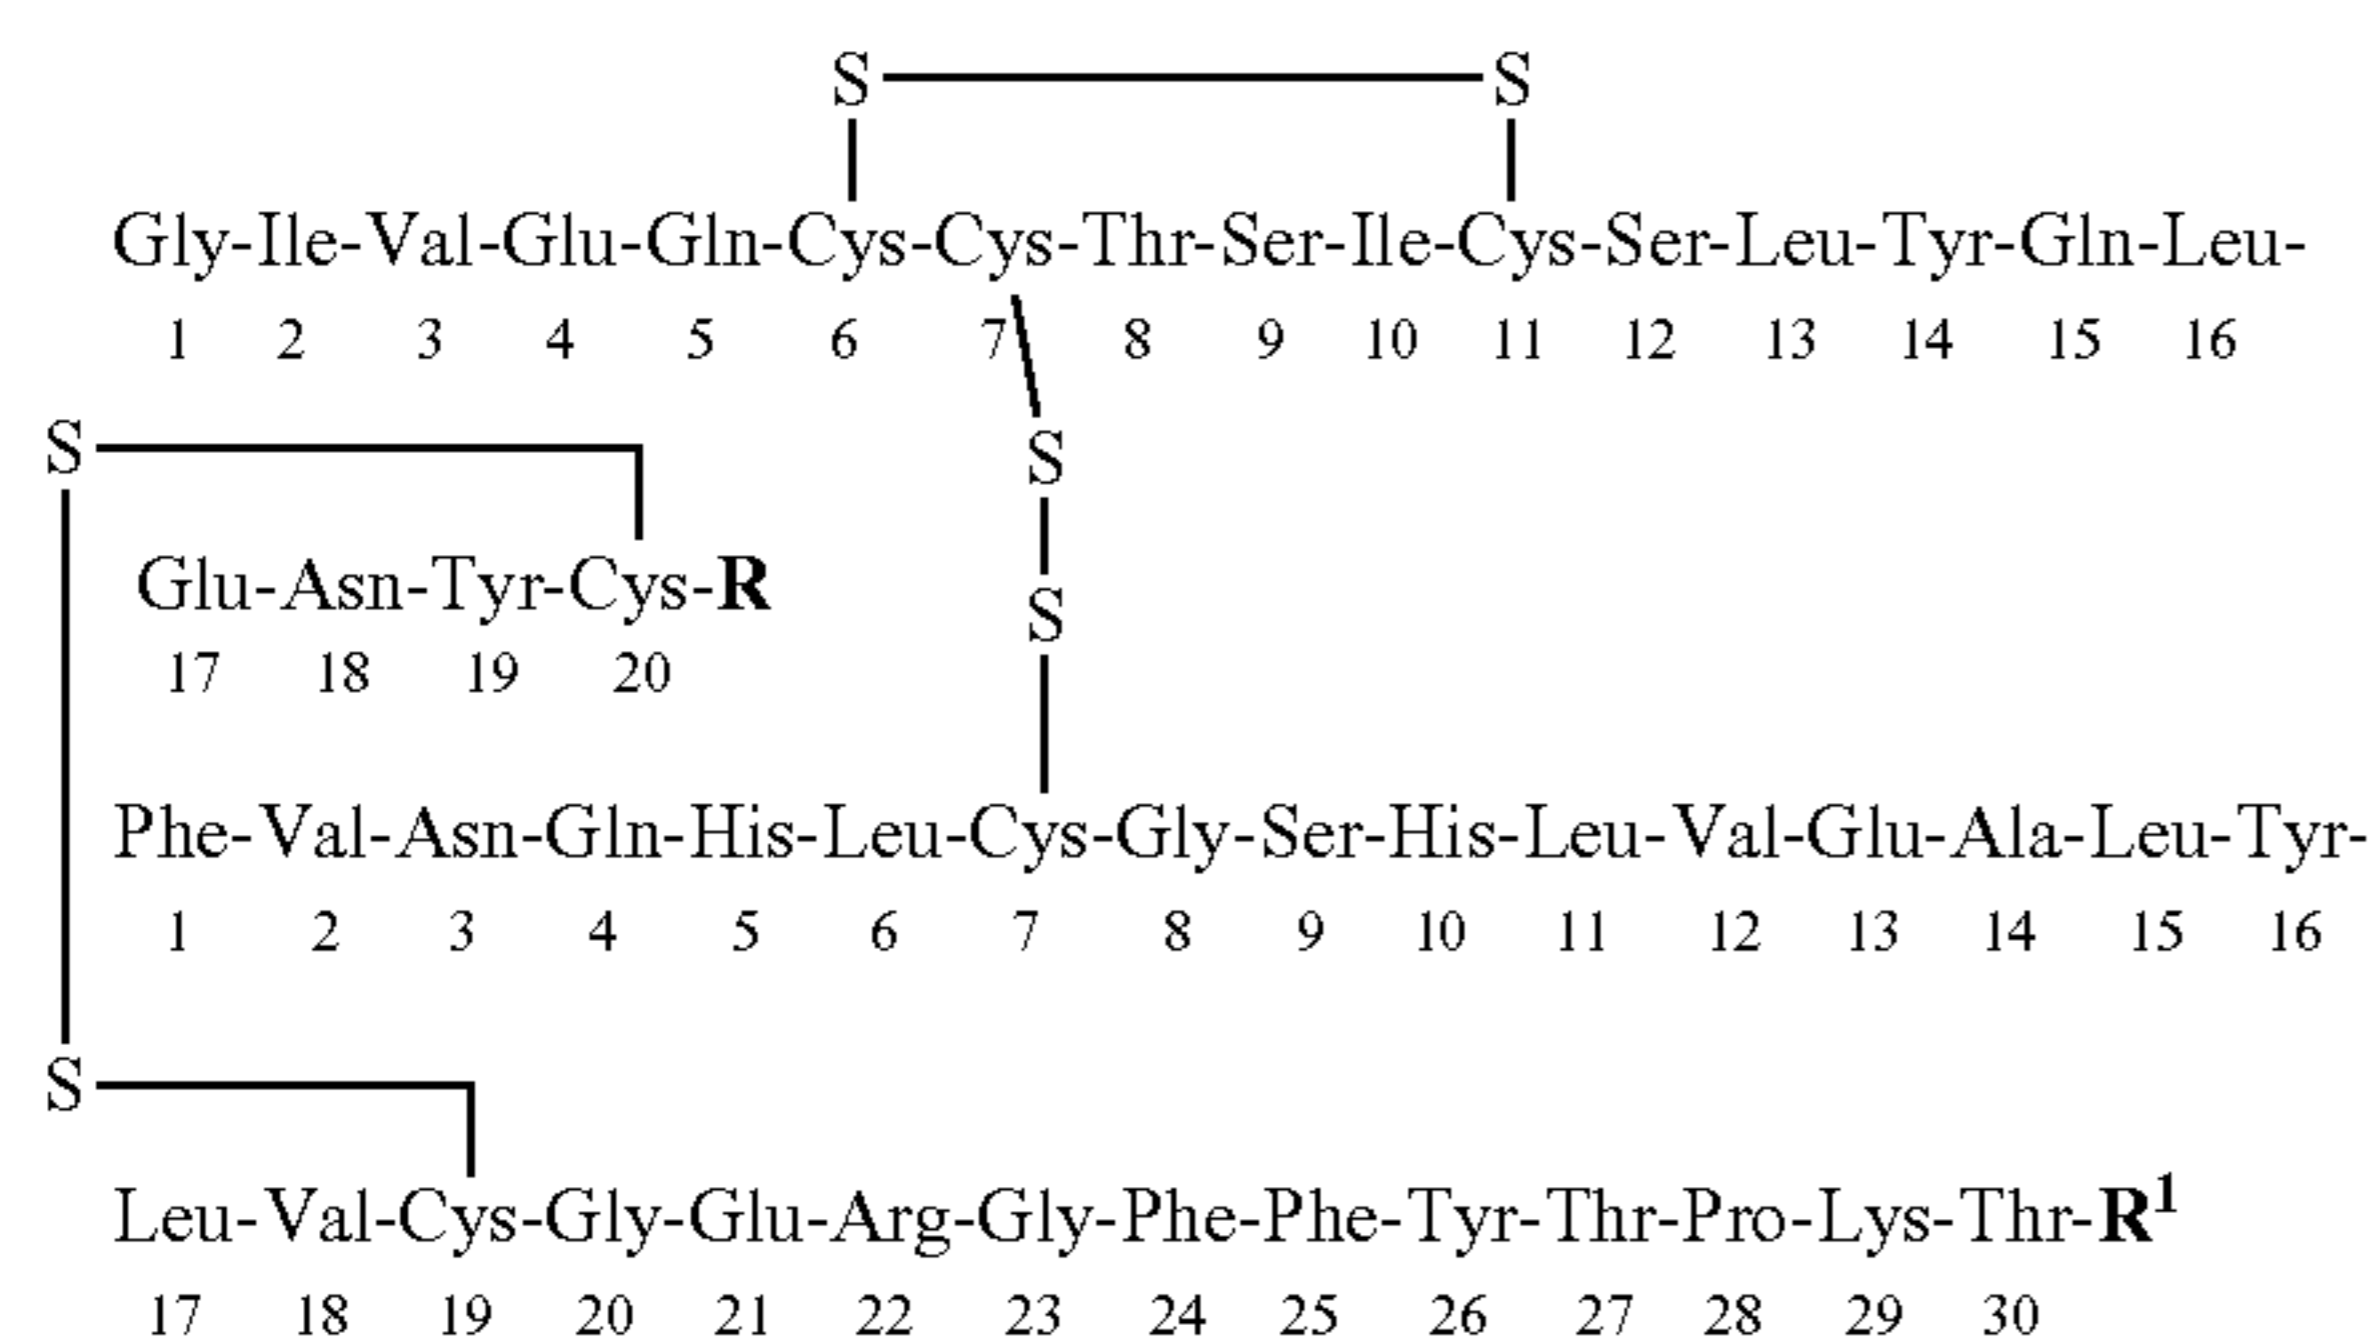 S S
Gly-Ile-Val-Glu-Gln-Cys-Cys-Thr-Ser-Ile-Cys-Ser-Leu-Tyr-Gln-Leu-
1 2 3 4 5 6 7 8 9 10 11 12 13 14 15 16
S S
Glu-Asn-Tyr-Cys-R
S
17 18 19 20
Phe-Val-Asn-Gln-His-Leu-Cys-Gly-Ser-His-Leu-Val-Glu-Ala-Leu-Tyr-
1 2 3 4 5 6 7 8 9 10 11 12 13 14 15 16
S
Leu-Val-Cys-Gly-Glu-Arg-Gly-Phe-Phe-Tyr-Thr-Pro-Lys-Thr-R¹
17 18 19 20 21 22 23 24 25 26 27 28 29 30